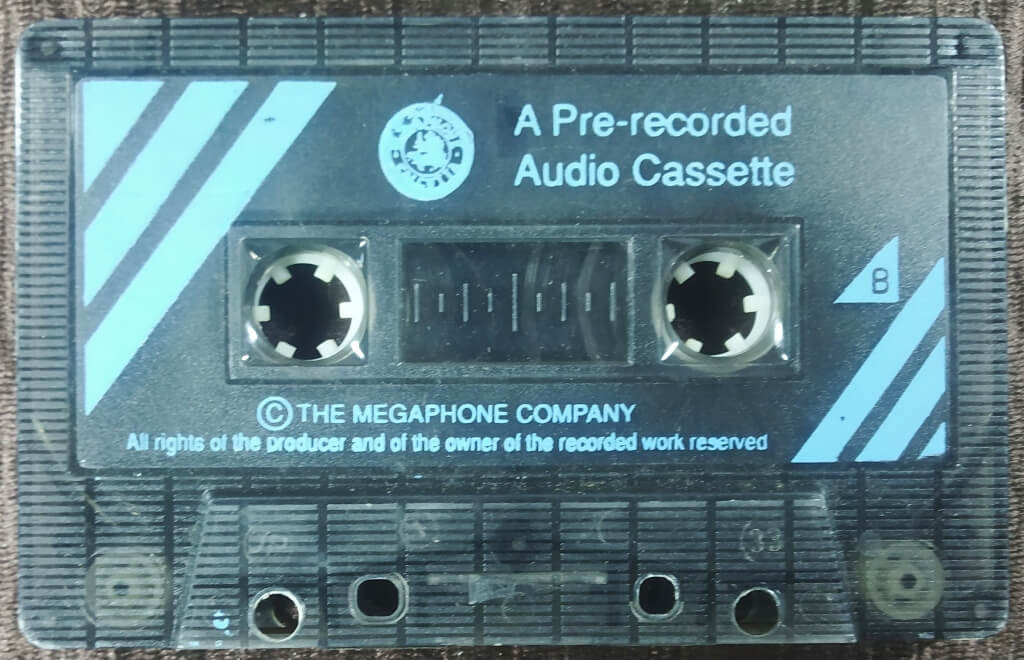 A Pre-recorded
Audio Cassette
B
© THE MEGAPHONE COMPANY
All rights of the producer and of the owner of the recorded work reserved